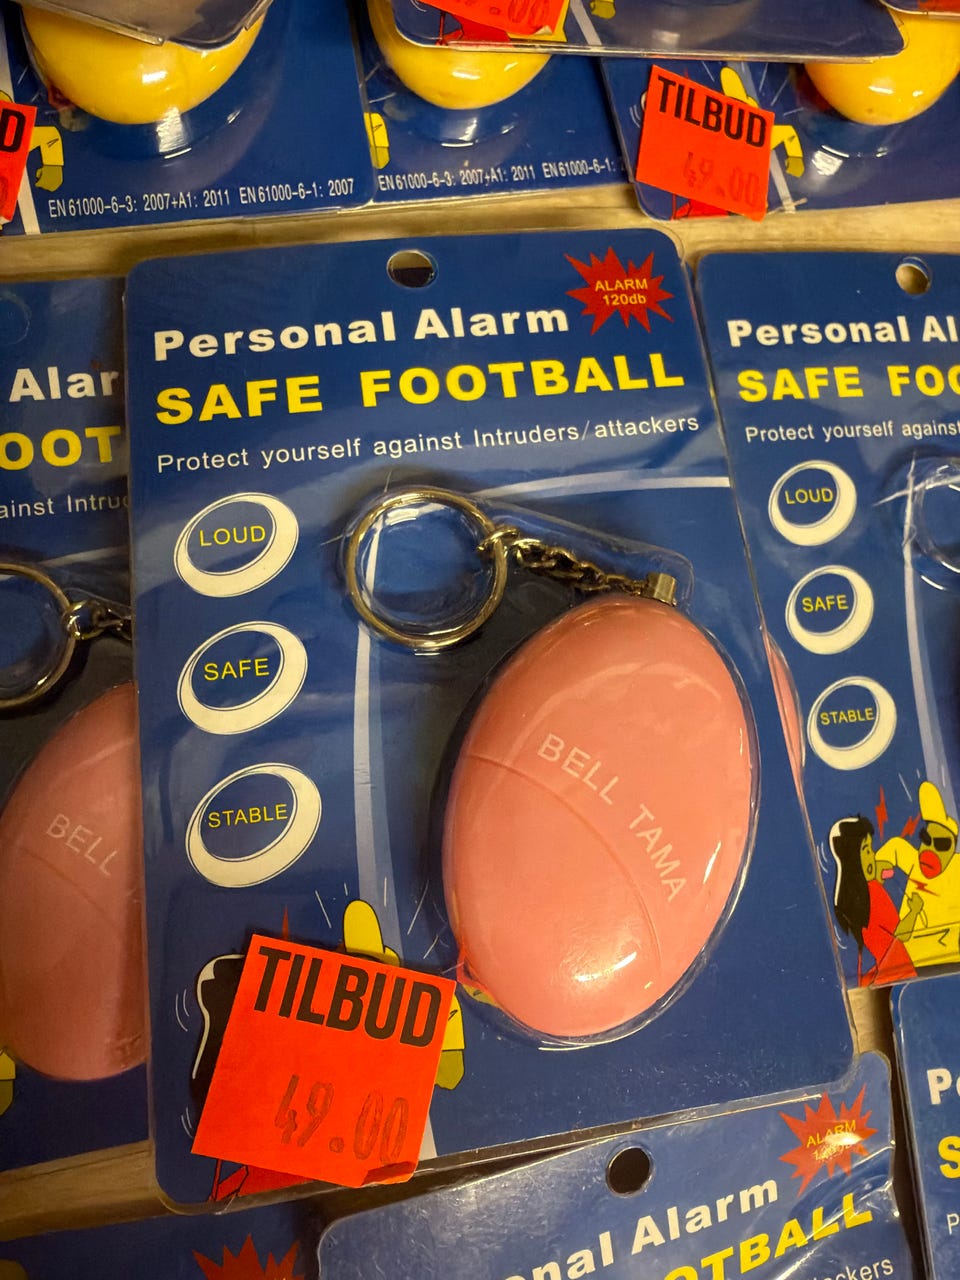 D
TILBUD
49.00
EN 61000-6-3: 2007+A1: 2011 EN 61000-6-1: 2007
EN 61000-6-3: 2007+A1: 2011 EN 61000-6-1:
ALARM
120db
Personal Alarm
SAFE FOOTBALL
Protect yourself against Intruders/attackers
LOUD
SAFE
STABLE
BELL TAMA
TILBUD
49.00
Alar
OOT
ainst Intru
BELL
Personal Al
SAFE FOO
Protect yourself against
LOUD
SAFE
STABLE
ALARM
nal Alarm
OTBALL
ckers
P
S
P